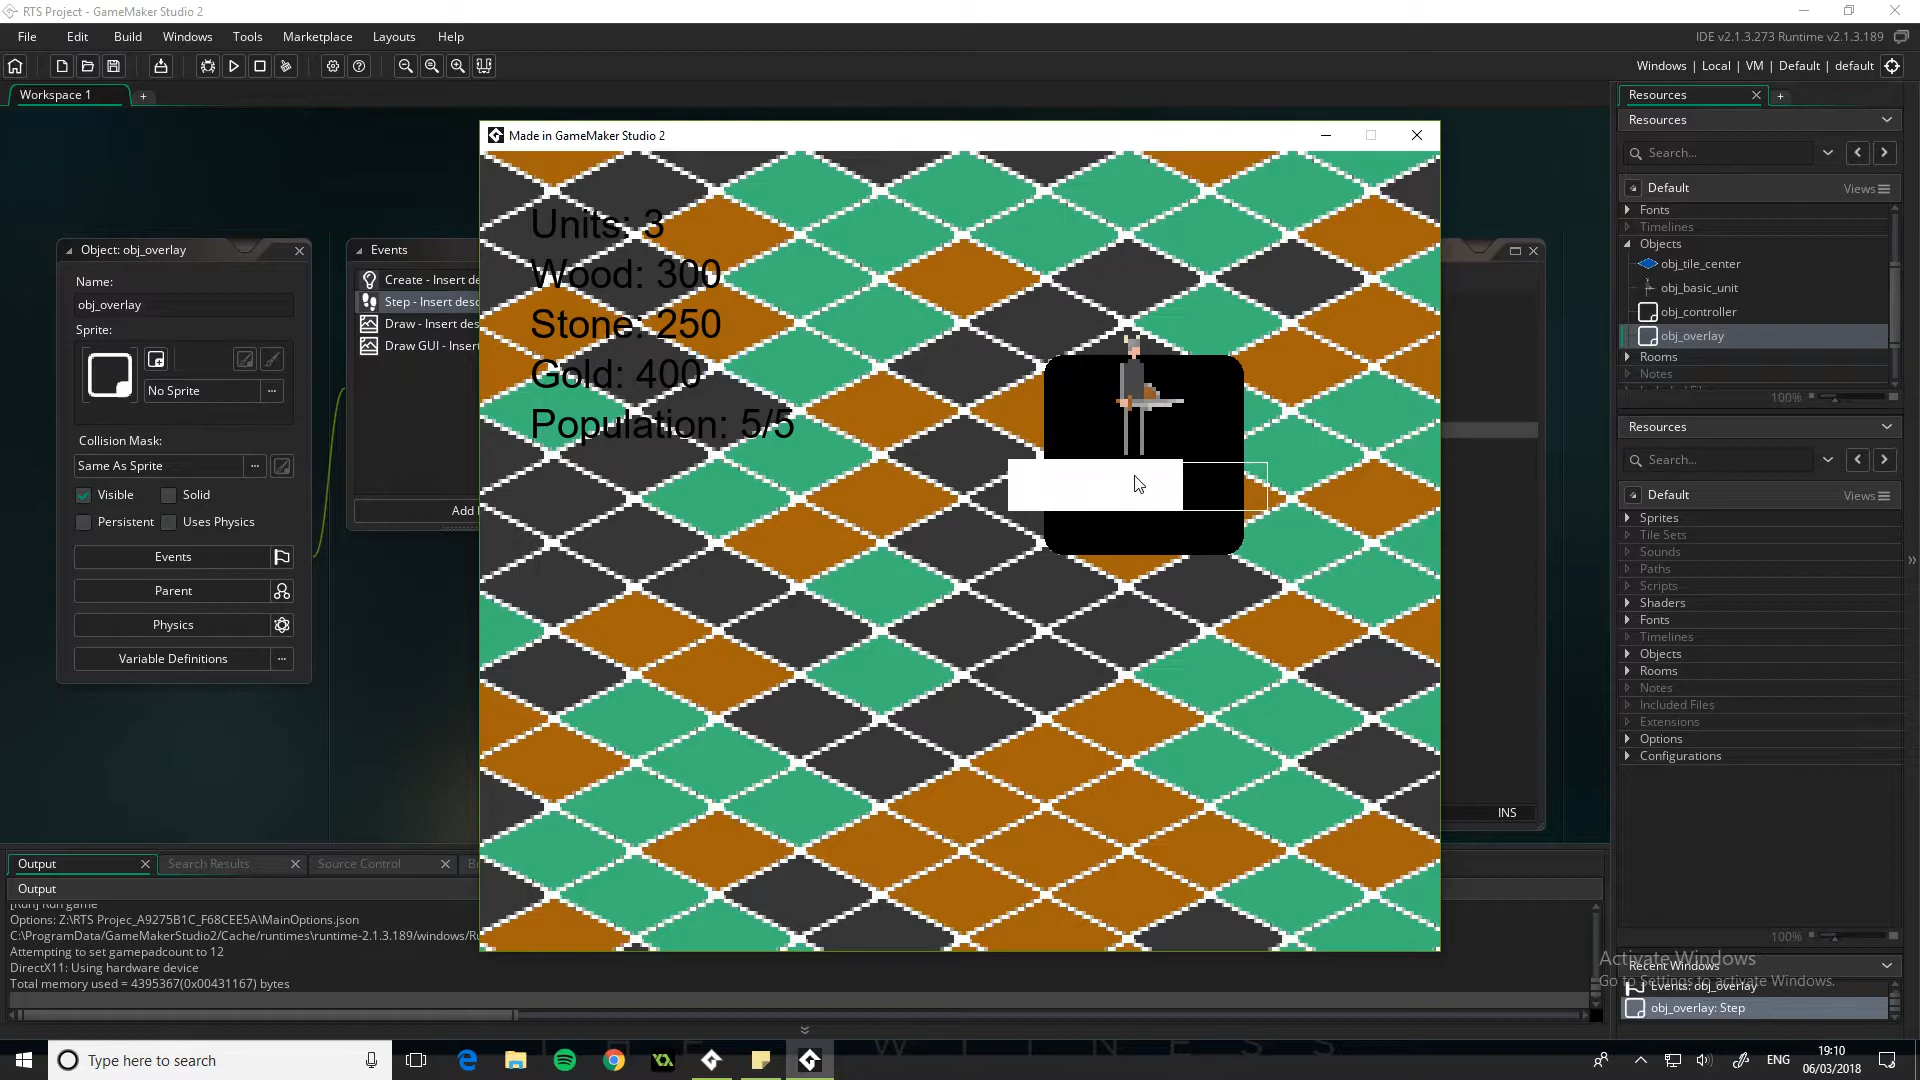 RTS Project - GameMaker Studio 2
File Edit Build Windows Tools Marketplace Layouts Help
IDE v2.1.3.273 Runtime v2.1.3.189
Windows | Local | VM | Default | default
Workspace 1
Resources
Resources
Search...
Default Views
Fonts
Timelines
Objects
obj_tile_center
obj_basic_unit
obj_controller
obj_overlay
Rooms
Notes
100%
Resources
Search...
Default Views
Sprites
Tile Sets
Sounds
Paths
Scripts
Shaders
Fonts
Timelines
Objects
Rooms
Notes
Included Files
Extensions
Options
Configurations
100%
Recent Windows
Events: obj_overlay
obj_overlay: Step
Activate Windows
Go to Settings to activate Windows.
Object: obj_overlay
Name:
obj_overlay
Sprite:
No Sprite
Collision Mask:
Same As Sprite
Visible Solid
Persistent Uses Physics
Events
Parent
Physics
Variable Definitions
Events
Create - Insert de
Step - Insert desc
Draw - Insert des
Draw GUI - Insert
Add
Made in GameMaker Studio 2
Units: 3
Wood: 300
Stone: 250
Gold: 400
Population: 5/5
INS
Output Search Results Source Control
Output
[Run] Run game
Options: Z:\RTS Projec_A9275B1C_F68CEE5A\MainOptions.json
C:\ProgramData/GameMakerStudio2/Cache/runtimes\runtime-2.1.3.189/windows/Ru
Attempting to set gamepadcount to 12
DirectX11: Using hardware device
Total memory used = 4395367(0x00431167) bytes
Type here to search
W I T N E S S
ENG
19:10
06/03/2018